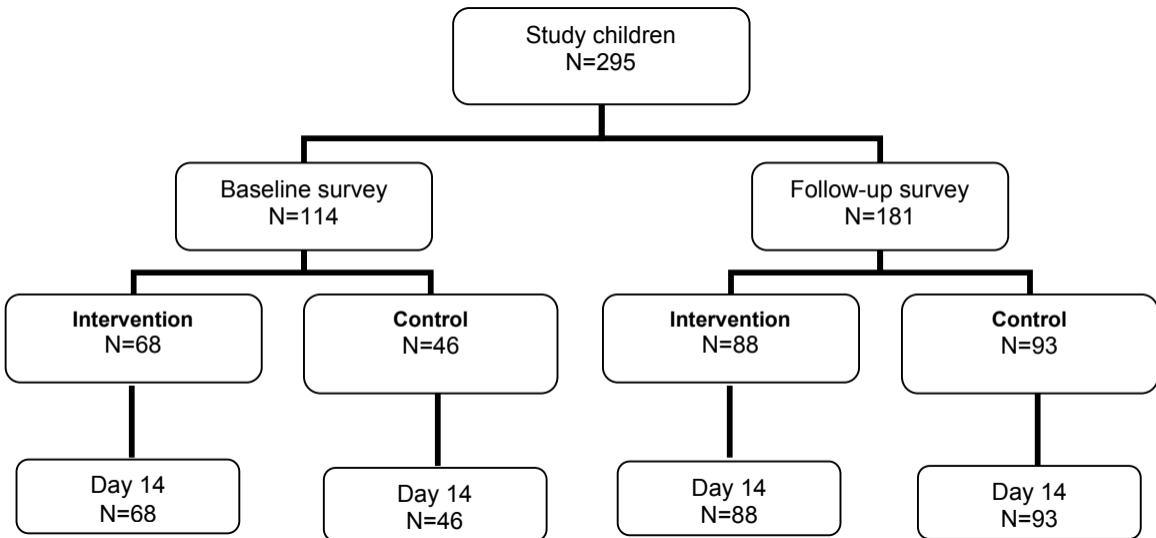 Study children
N=295
Baseline survey
N=114
Follow-up survey
N=181
Intervention
N=68
Control
N=46
Intervention
N=88
Control
N=93
Day 14
N=68
Day 14
N=46
Day 14
N=88
Day 14
N=93